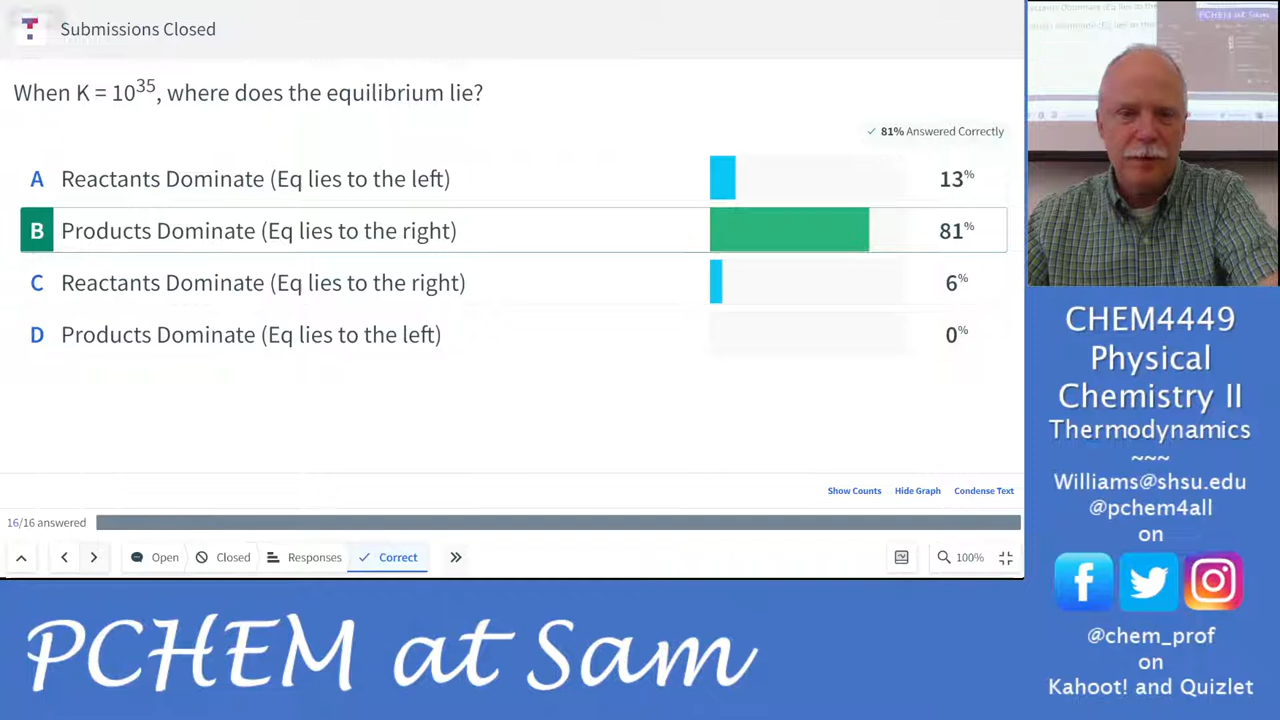 Submissions Closed
When K = 10³⁵, where does the equilibrium lie?
✓ 81% Answered Correctly
A Reactants Dominate (Eq lies to the left) 13%
B Products Dominate (Eq lies to the right) 81%
C Reactants Dominate (Eq lies to the right) 6%
D Products Dominate (Eq lies to the left) 0%
Show Counts Hide Graph Condense Text
16/16 answered
Open Closed Responses Correct 100%
PCHEM at Sam
PCHEM at Sam
CHEM4449
Physical
Chemistry II
Thermodynamics
~~~
Williams@shsu.edu
@pchem4all
on
@chem_prof
on
Kahoot! and Quizlet